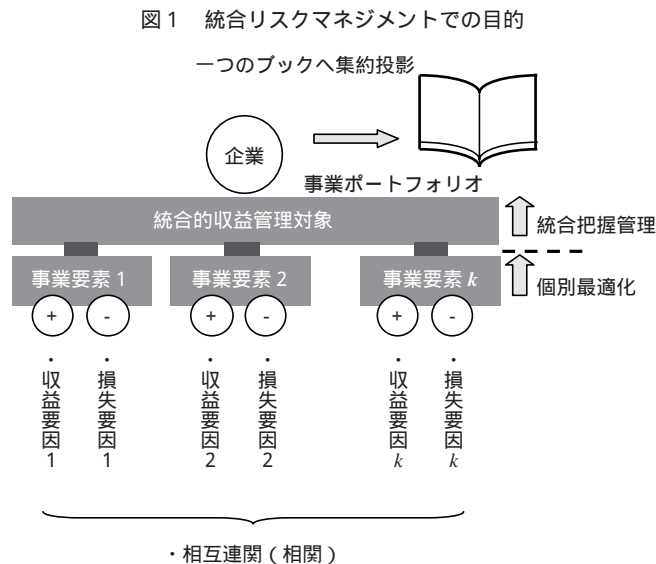 図1 統合リスクマネジメントでの目的
一つのブックへ集約投影
企業
事業ポートフォリオ
統合的収益管理対象
統合把握管理
事業要素1
事業要素2
事業要素k
個別最適化
+
-
+
-
+
-
・収益要因1
・損失要因1
・収益要因2
・損失要因2
・収益要因k
・損失要因k
・相互連関(相関)